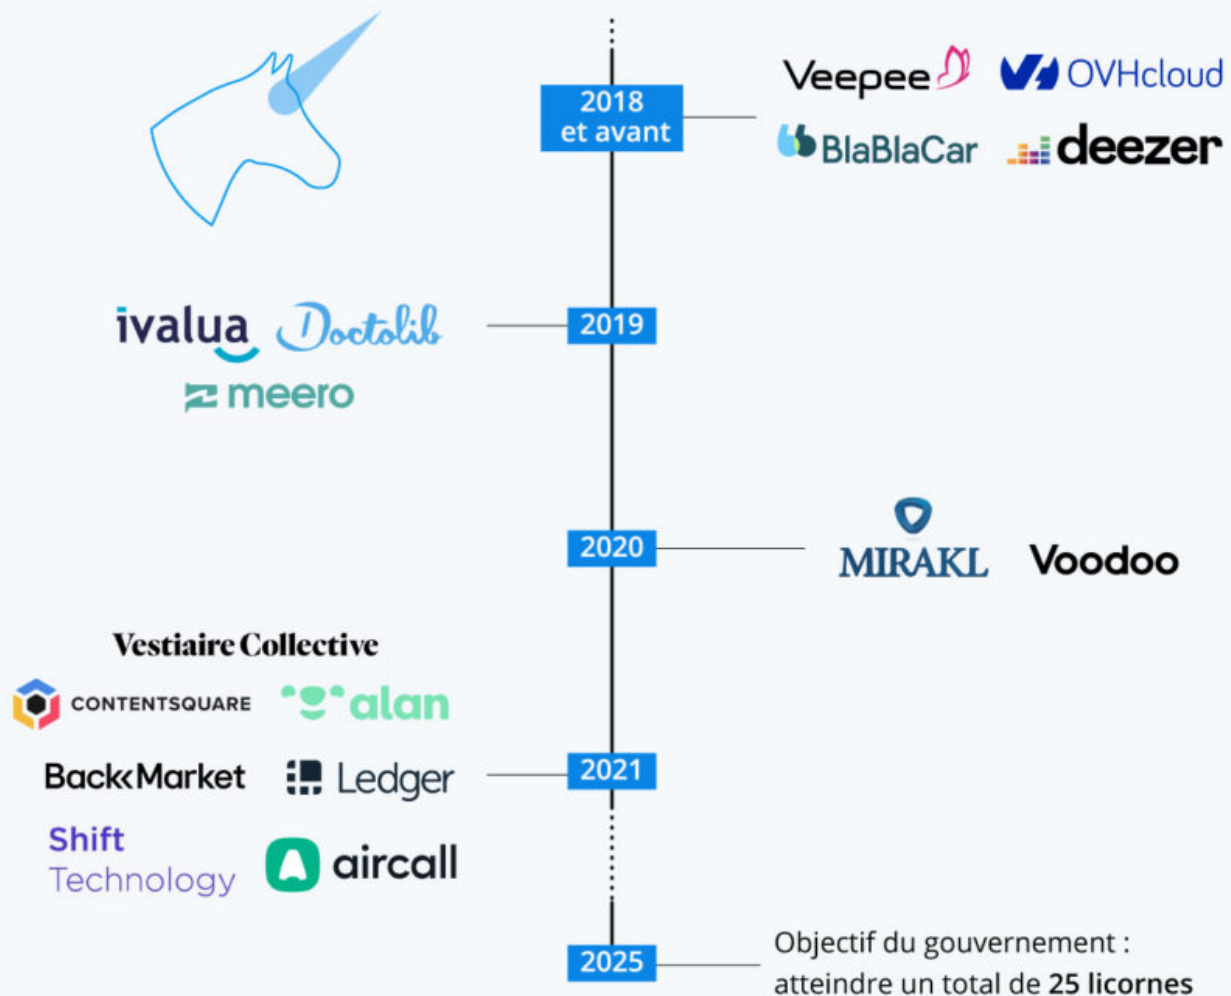 2018
et avant
Veepee OVHcloud
BlaBlaCar deezer
ivalua Doctolib
meero
2019
2020
MIRAKL Voodoo
Vestiaire Collective
CONTENTSQUARE alan
BackMarket Ledger
2021
Shift
Technology
aircall
2025
Objectif du gouvernement :
atteindre un total de 25 licornes